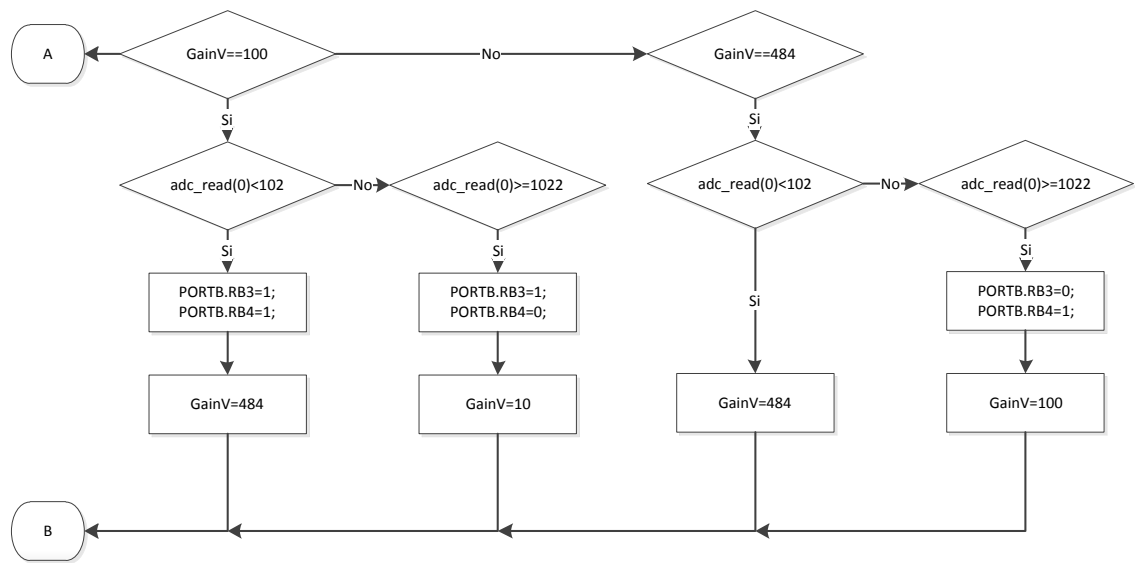 A
GainV==100
No
GainV==484
Si
Si
adc_read(0)<102
No
adc_read(0)>=1022
adc_read(0)<102
No
adc_read(0)>=1022
Si
Si
Si
PORTB.RB3=1;
PORTB.RB4=1;
PORTB.RB3=1;
PORTB.RB4=0;
Si
PORTB.RB3=0;
PORTB.RB4=1;
GainV=484
GainV=10
GainV=484
GainV=100
B